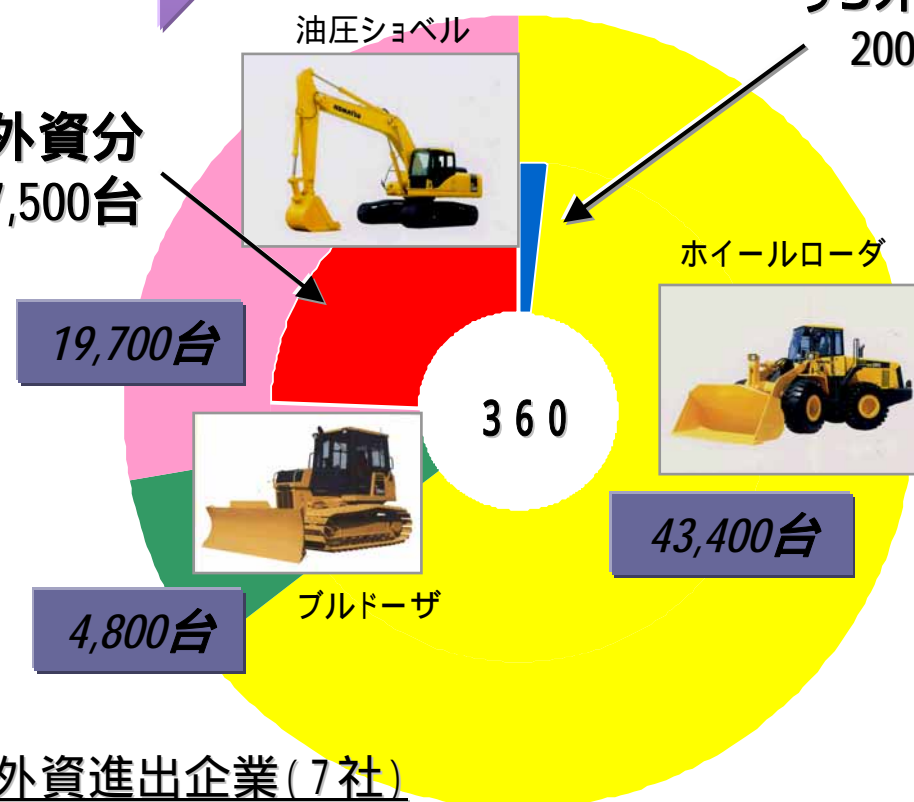 油圧ショベル
200
外資分
7,500台
ホイールローダ
KOMATSU
19,700台
360
43,400台
ブルドーザ
4,800台
外資進出企業(7社)